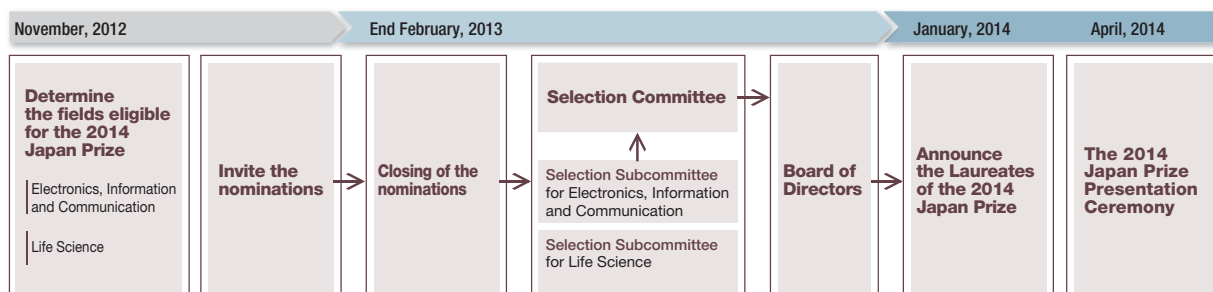 November, 2012
End February, 2013
January, 2014
April, 2014
Determine
the fields eligible
for the 2014
Japan Prize
Electronics, Information
and Communication
Life Science
Invite the
nominations
Closing of the
nominations
Selection Committee
Selection Subcommittee
for Electronics, Information
and Communication
Selection Subcommittee
for Life Science
Board of
Directors
Announce
the Laureates
of the 2014
Japan Prize
The 2014
Japan Prize
Presentation
Ceremony